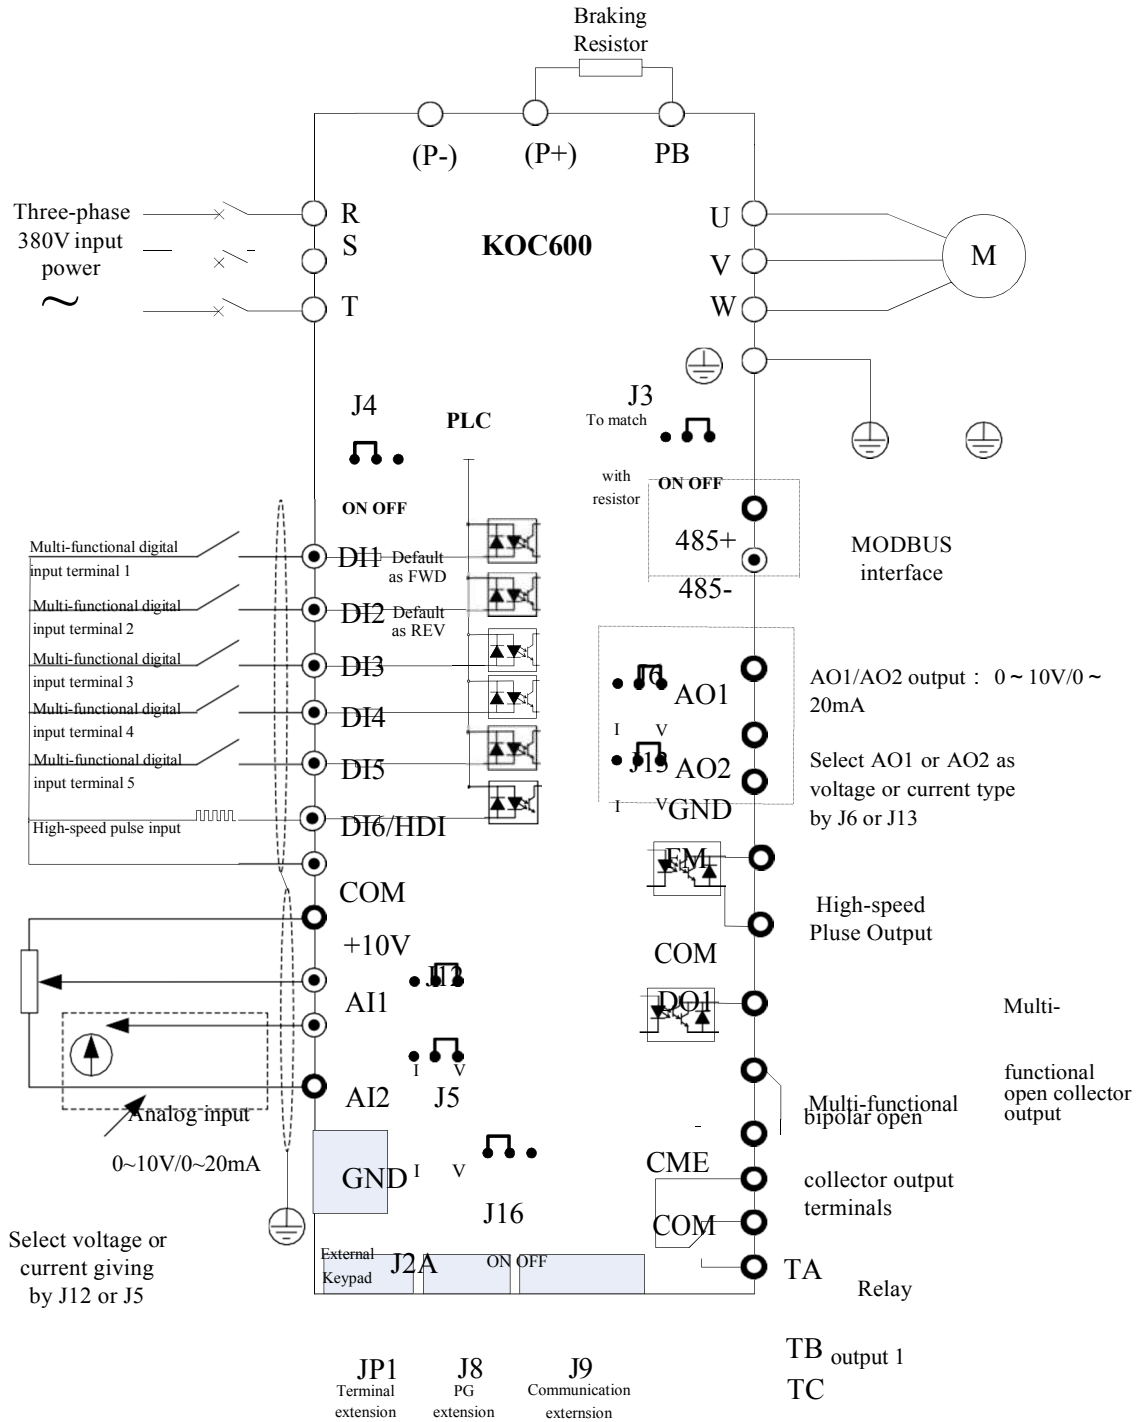 Braking
Resistor
(P-)
(P+)
PB
Three-phase
380V input
power
~
R
S
T
KOC600
U
V
W
M
J4
ON OFF
PLC
J3
To match
with
resistor
ON OFF
485+
485-
MODBUS
interface
Multi-functional digital
input terminal 1
DI1
Default
as FWD
Multi-functional digital
input terminal 2
DI2
Default
as REV
Multi-functional digital
input terminal 3
DI3
Multi-functional digital
input terminal 4
DI4
Multi-functional digital
input terminal 5
DI5
High-speed pulse input
DI6/HDI
COM
J6
AO1
I V
J13
AO2
I V
GND
AO1/AO2 output： 0～10V/0～
20mA
Select AO1 or AO2 as
voltage or current type
by J6 or J13
FM
COM
High-speed
Pluse Output
+10V
J12
AI1
I V
J5
AI2
Analog input
0~10V/0~20mA
GND
I V
J16
ON OFF
Select voltage or
current giving
by J12 or J5
DO1
Multi-
functional
open collector
output
Multi-functional
bipolar open
collector output
terminals
CME
COM
TA
Relay
TB output 1
TC
External
Keypad
J2A
JP1
Terminal
extension
J8
PG
extension
J9
Communication
externsion